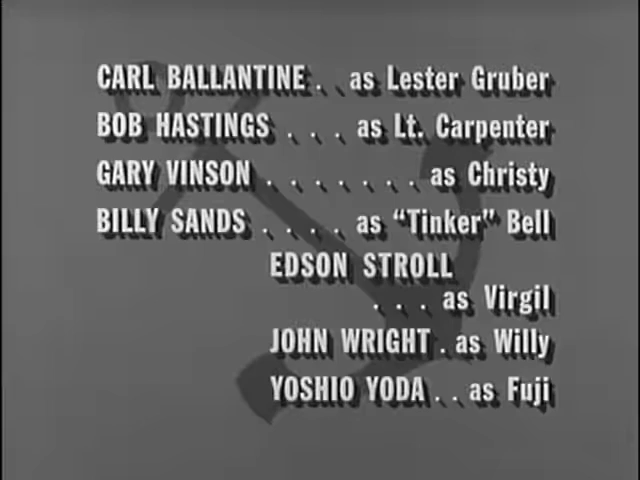 CARL BALLANTINE . . as Lester Gruber
BOB HASTINGS . . . as Lt. Carpenter
GARY VINSON . . . . . . . as Christy
BILLY SANDS . . . . as “Tinker” Bell
EDSON STROLL
. . . as Virgil
JOHN WRIGHT . as Willy
YOSHIO YODA . . as Fuji